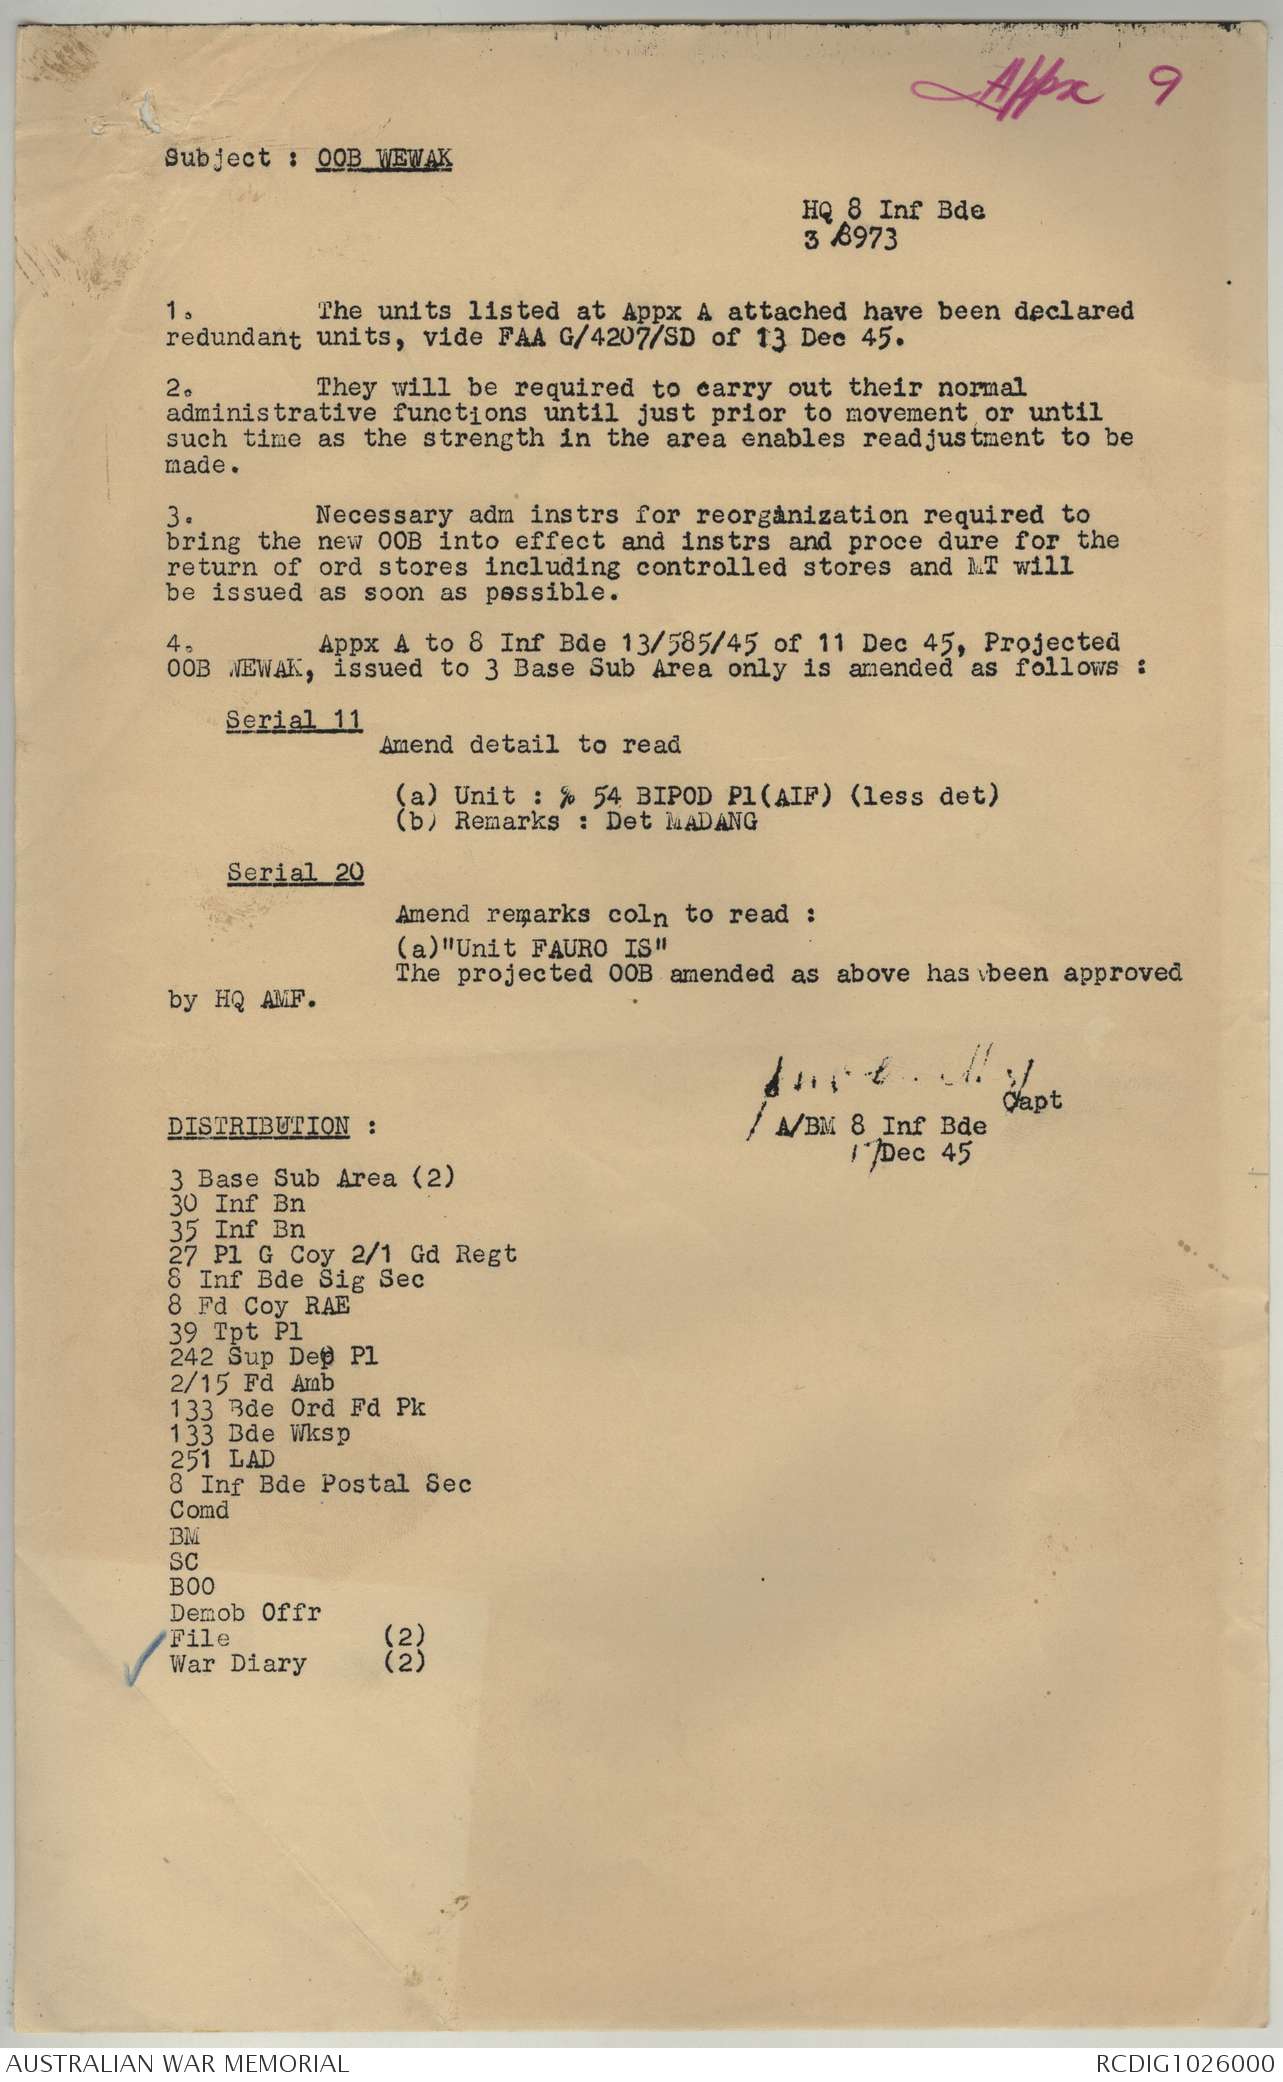 Appx 9
Subject : OOB WEWAK
HQ 8 Inf Bde
3/8973
1. The units listed at Appx A attached have been declared
redundant units, vide FAA G/4207/SD of 13 Dec 45.
2. They will be required to carry out their normal
administrative functions until just prior to movement or until
such time as the strength in the area enables readjustment to be
made.
3. Necessary adm instrs for reorganization required to
bring the new OOB into effect and instrs and proce dure for the
return of ord stores including controlled stores and MT will
be issued as soon as possible.
4. Appx A to 8 Inf Bde 13/585/45 of 11 Dec 45, Projected
OOB WEWAK, issued to 3 Base Sub Area only is amended as follows :
Serial 11
Amend detail to read
(a) Unit : 54 BIPOD Pl(AIF) (less det)
(b) Remarks : Det MADANG
Serial 20
Amend remarks coln to read :
(a)"Unit FAURO IS"
The projected OOB amended as above has been approved
by HQ AMF.
Capt
A/BM 8 Inf Bde
17 Dec 45
DISTRIBUTION :
3 Base Sub Area (2)
30 Inf Bn
35 Inf Bn
27 Pl G Coy 2/1 Gd Regt
8 Inf Bde Sig Sec
8 Fd Coy RAE
39 Tpt Pl
242 Sup Dep Pl
2/15 Fd Amb
133 Bde Ord Fd Pk
133 Bde Wksp
251 LAD
8 Inf Bde Postal Sec
Comd
BM
SC
BOO
Demob Offr
File (2)
War Diary (2)
AUSTRALIAN WAR MEMORIAL
RCDIG1026000